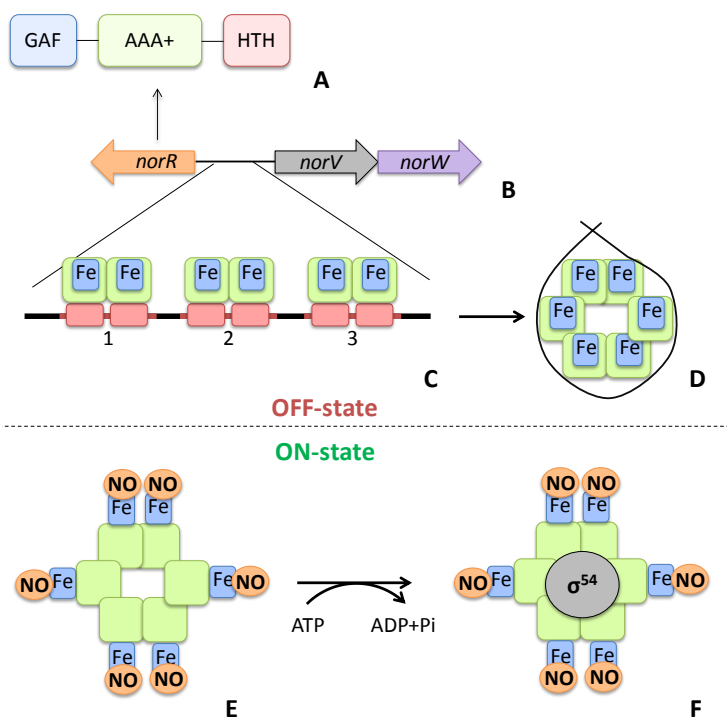 GAF AAA+ HTH
A
norR norV norW
B
Fe Fe Fe Fe Fe Fe
1 2 3
C
Fe Fe
Fe Fe
Fe Fe
D
OFF-state
ON-state
NO NO
Fe Fe
NO Fe Fe NO
Fe Fe
NO NO
E
ATP ADP+Pi
NO NO
Fe Fe
NO Fe σ⁵⁴ Fe NO
Fe Fe
NO NO
F